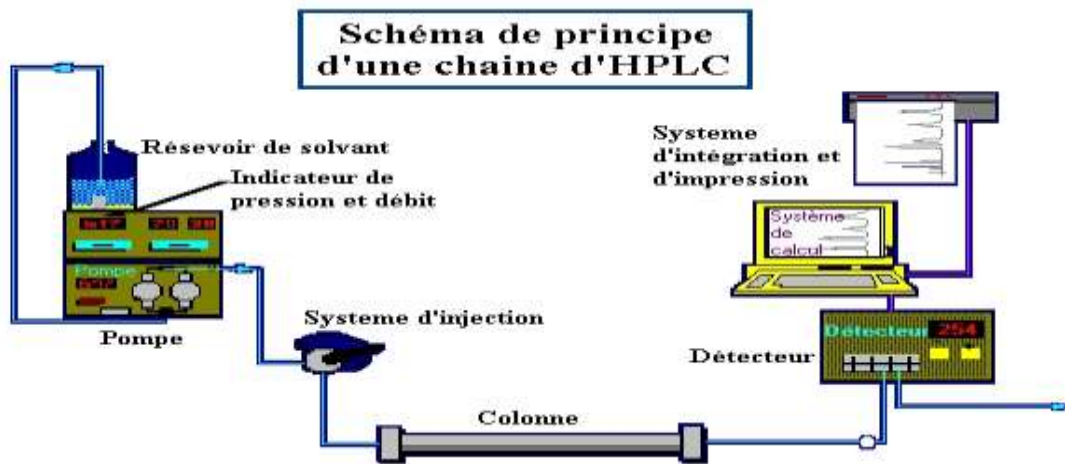 Schéma de principe
d'une chaine d'HPLC
Résevoir de solvant
Indicateur de
pression et débit
Pompe
Pompe
Systeme d'injection
Colonne
Systeme
d'intégration et
d'impression
Système
de
calcul
Détecteur 254
Détecteur